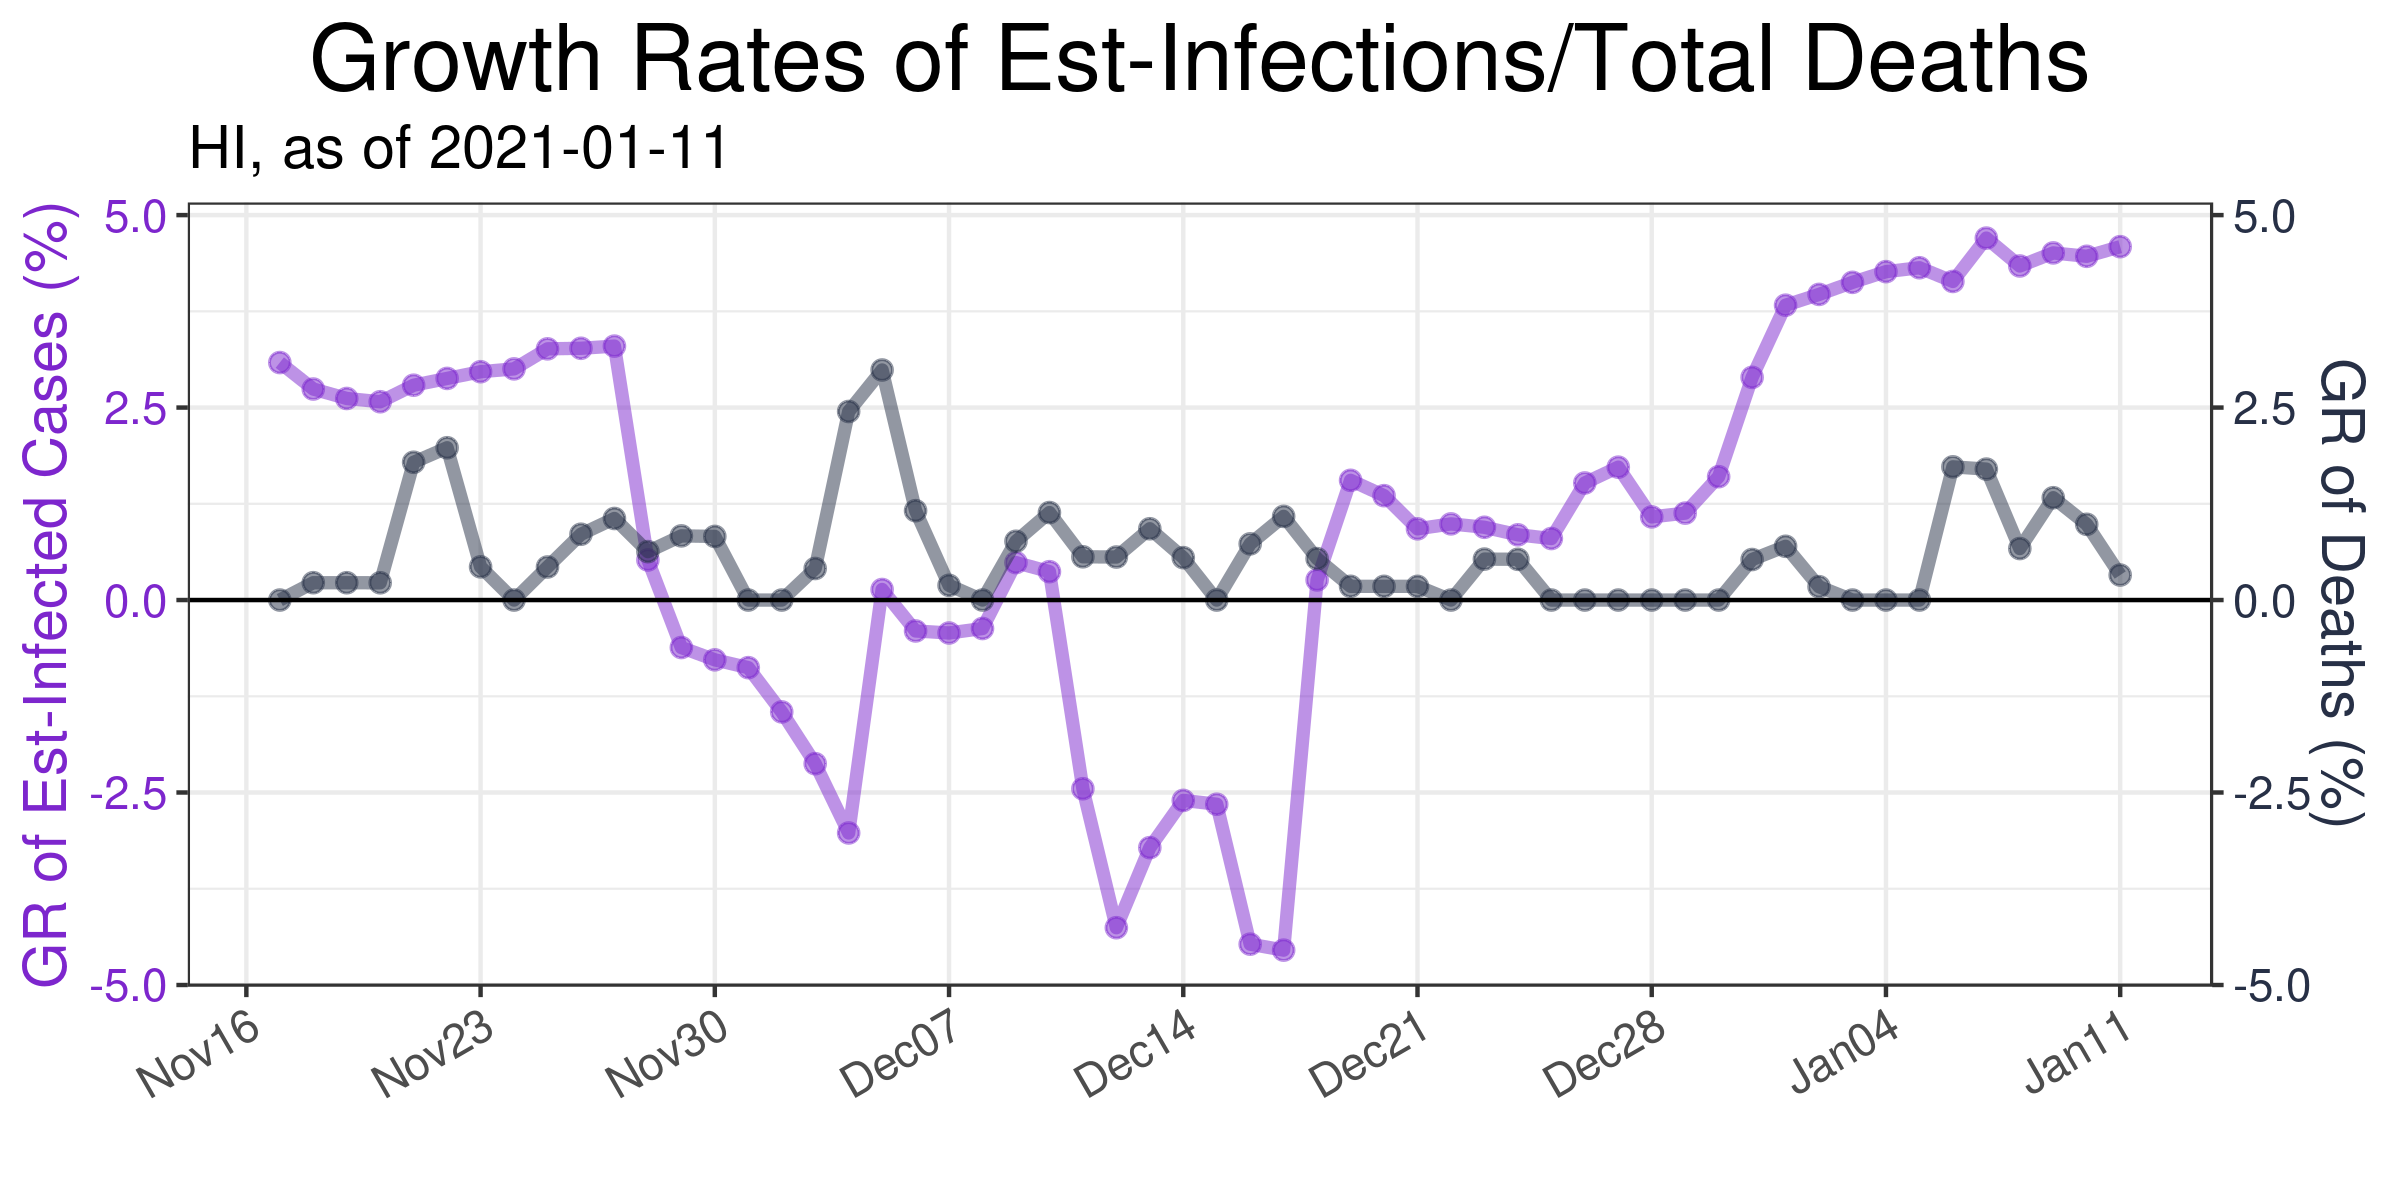 Growth Rates of Est-Infections/Total Deaths
HI, as of 2021-01-11
GR of Est-Infected Cases (%)
5.0
2.5
0.0
-2.5
-5.0
5.0
2.5
0.0
-2.5
-5.0
GR of Deaths (%)
Nov16
Nov23
Nov30
Dec07
Dec14
Dec21
Dec28
Jan04
Jan11